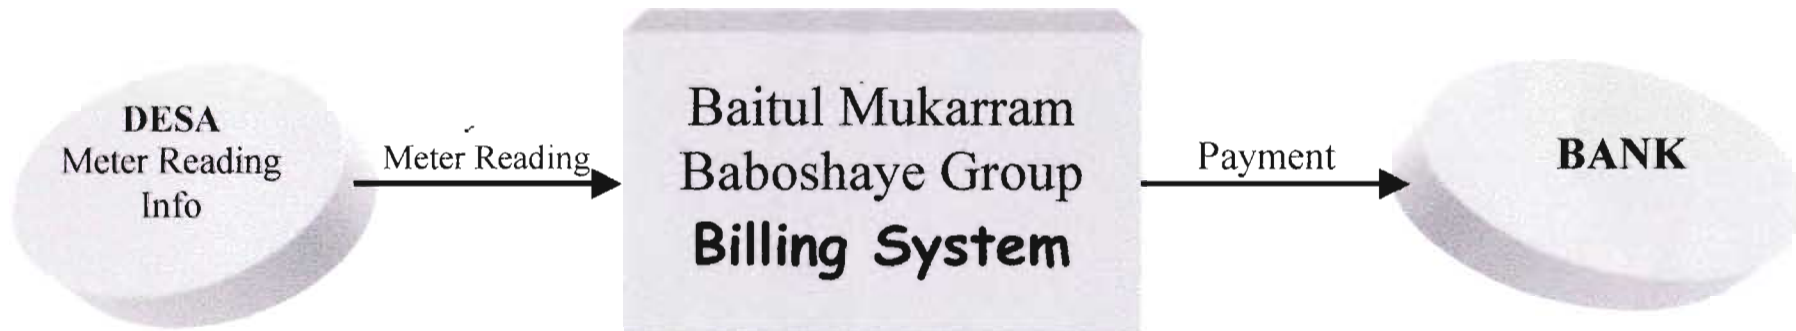 DESA
Meter Reading
Info
Meter Reading
Baitul Mukarram
Baboshaye Group
Billing System
Payment
BANK